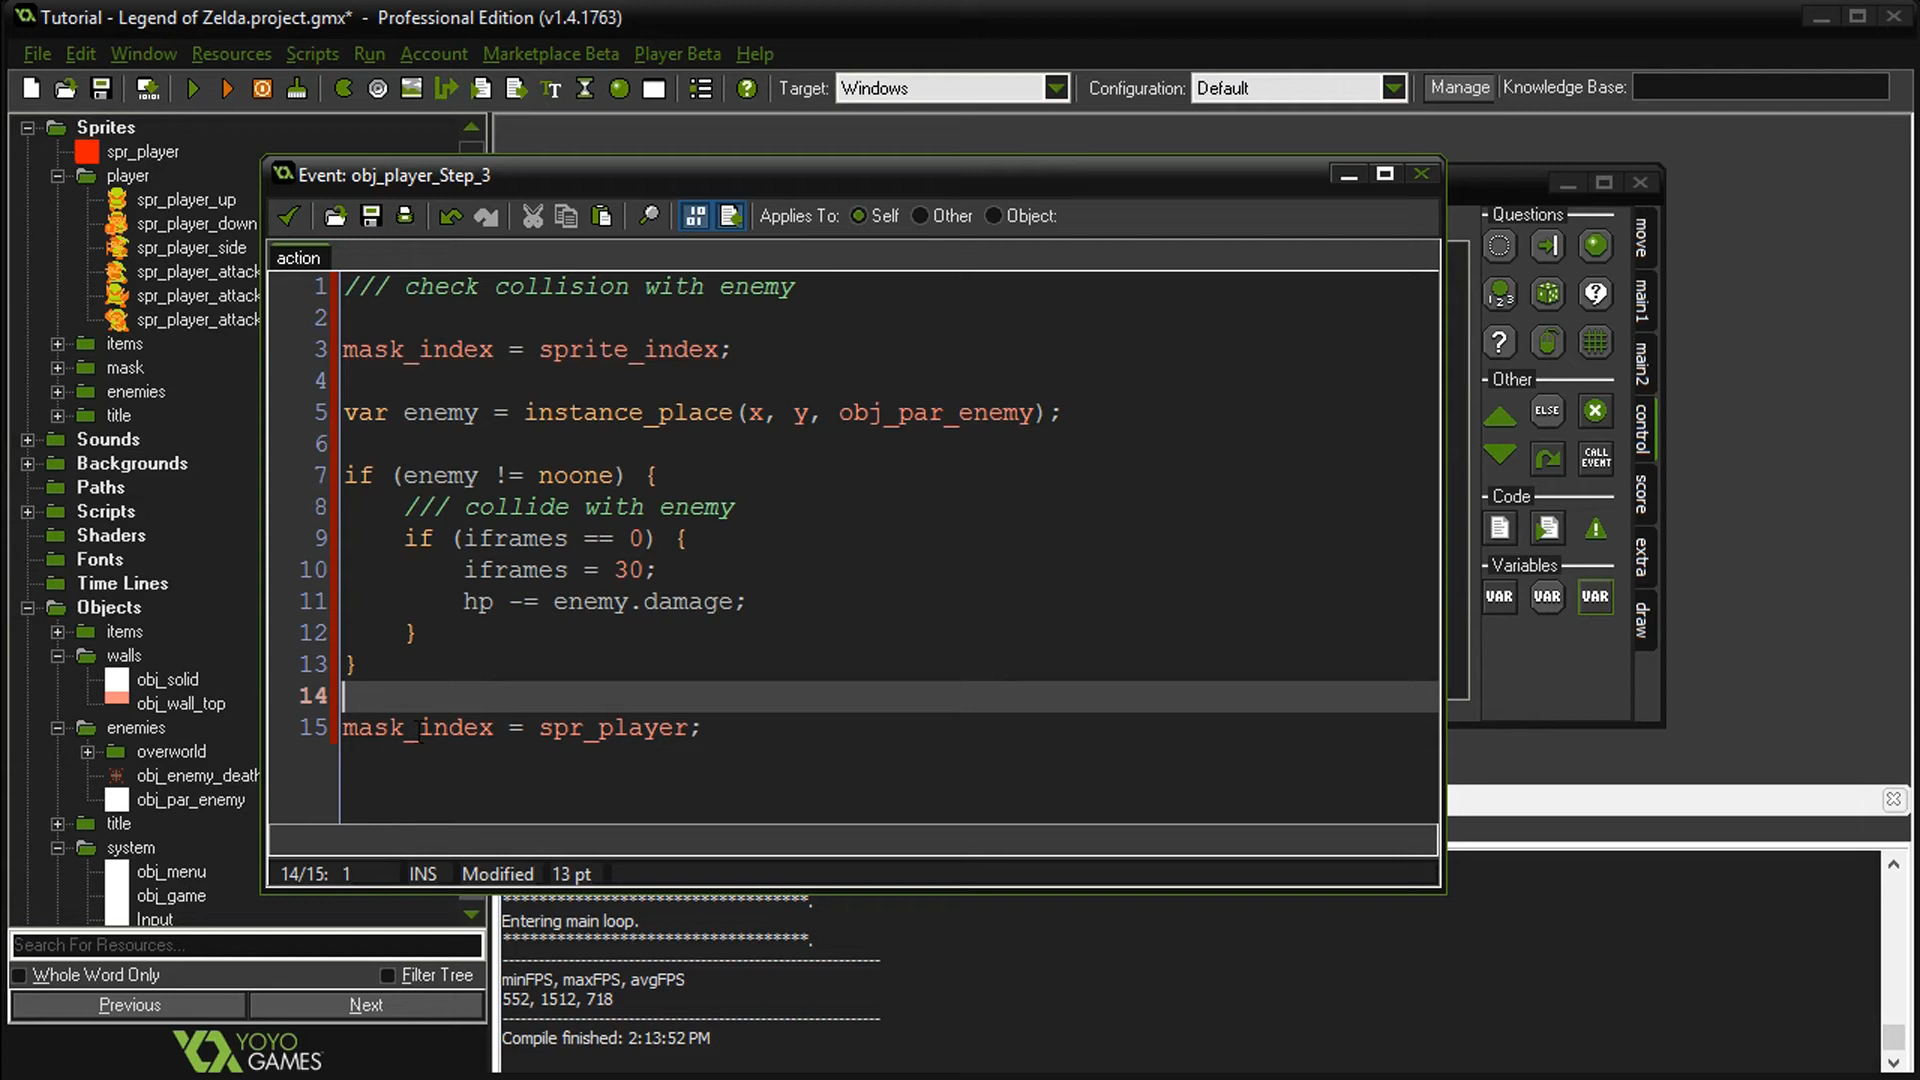 Tutorial - Legend of Zelda.project.gmx* - Professional Edition (v1.4.1763)
File Edit Window Resources Scripts Run Account Marketplace Beta Player Beta Help
Target: Windows Configuration: Default Manage Knowledge Base:
Sprites
spr_player
player
spr_player_up
spr_player_down
spr_player_side
spr_player_attack
spr_player_attack
spr_player_attack
items
mask
enemies
title
Sounds
Backgrounds
Paths
Scripts
Shaders
Fonts
Time Lines
Objects
items
walls
obj_solid
obj_wall_top
enemies
overworld
obj_enemy_death
obj_par_enemy
title
system
obj_menu
obj_game
Input
Search For Resources...
Whole Word Only Filter Tree
Previous Next
YOYO
GAMES
Event: obj_player_Step_3
Applies To: Self Other Object:
action
1 /// check collision with enemy
2
3 mask_index = sprite_index;
4
5 var enemy = instance_place(x, y, obj_par_enemy);
6
7 if (enemy != noone) {
8 /// collide with enemy
9 if (iframes == 0) {
10 iframes = 30;
11 hp -= enemy.damage;
12 }
13 }
14
15 mask_index = spr_player;
14/15: 1 INS Modified 13 pt
Questions
1 2 3
?
?
Other
ELSE
CALL
EVENT
Code
Variables
VAR VAR VAR
move
main1
main2
control
score
extra
draw
***********************************.
Entering main loop.
***********************************.
minFPS, maxFPS, avgFPS
552, 1512, 718
Compile finished: 2:13:52 PM